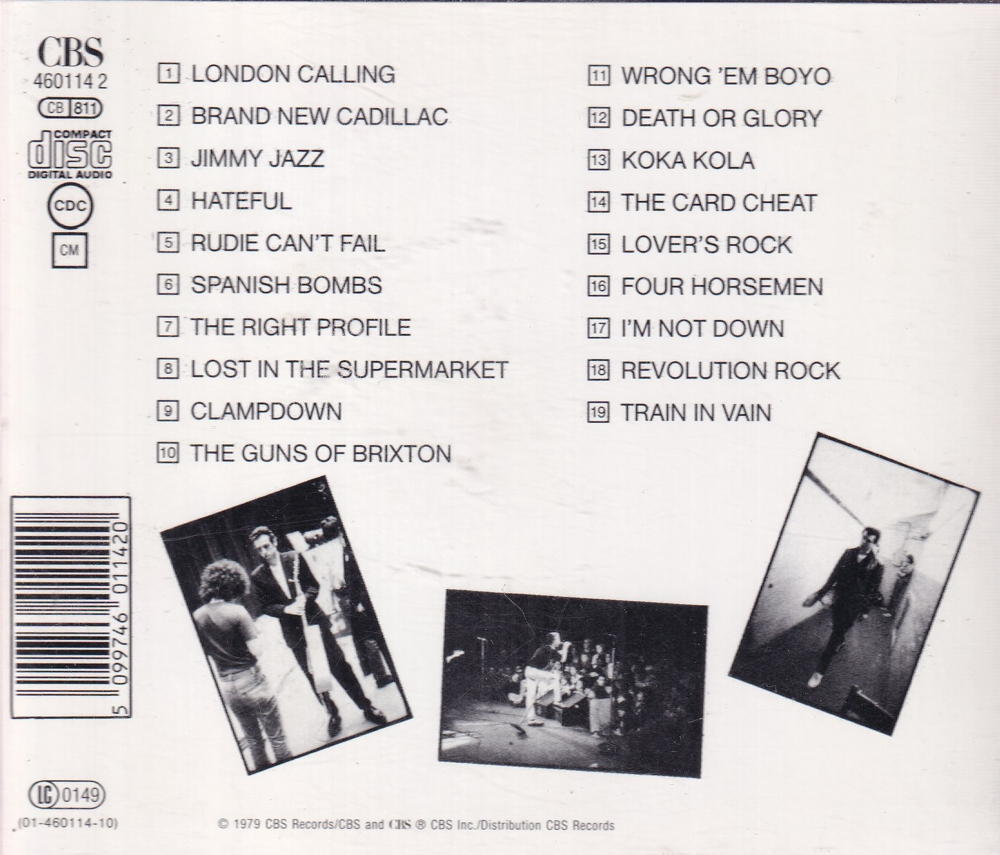 CBS
460114 2
CB 811
COMPACT
disc
DIGITAL AUDIO
CDC
CM
1 LONDON CALLING
2 BRAND NEW CADILLAC
3 JIMMY JAZZ
4 HATEFUL
5 RUDIE CAN'T FAIL
6 SPANISH BOMBS
7 THE RIGHT PROFILE
8 LOST IN THE SUPERMARKET
9 CLAMPDOWN
10 THE GUNS OF BRIXTON
11 WRONG 'EM BOYO
12 DEATH OR GLORY
13 KOKA KOLA
14 THE CARD CHEAT
15 LOVER'S ROCK
16 FOUR HORSEMEN
17 I'M NOT DOWN
18 REVOLUTION ROCK
19 TRAIN IN VAIN
5 099746 011420
LC 0149
(01-460114-10)
© 1979 CBS Records/CBS and CBS ® CBS Inc./Distribution CBS Records